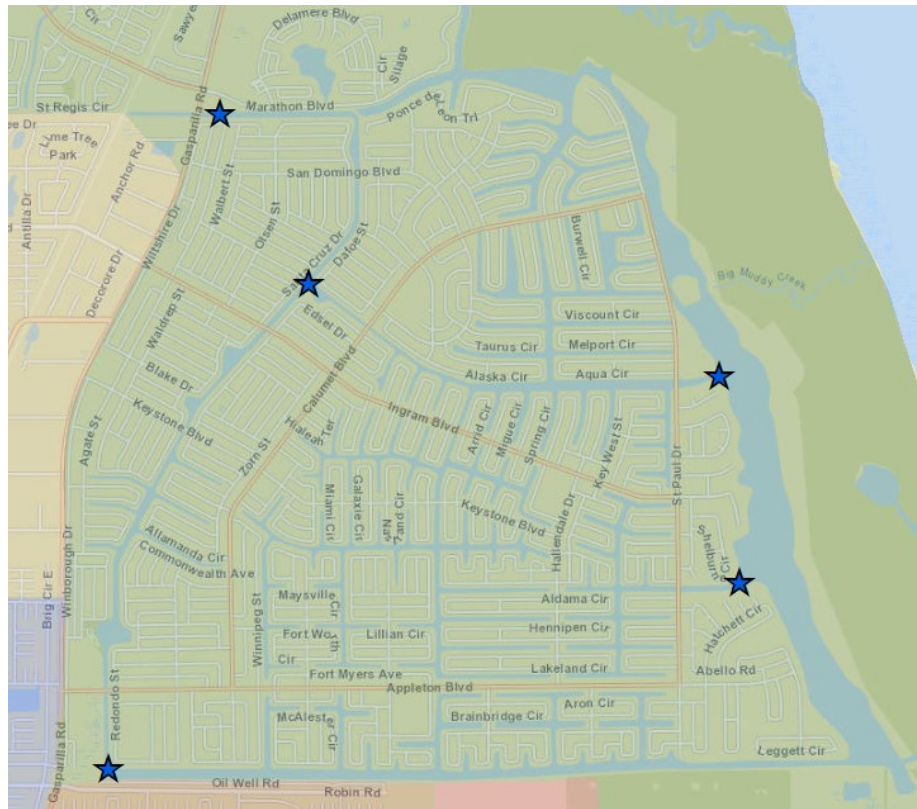 Cir
Sawye
Delamere Blvd
Cir
Silage
St Regis Cir
Marathon Blvd
Ponce de
Leon Trl
ee Dr
Lime Tree
Park
Anchor Rd
Gasparilla Rd
San Domingo Blvd
Walbert St
Olsen St
Antilla Dr
Wiltshire Dr
Santa Cruz Dr
Dafoe St
Burwell Cir
Decorore Dr
Big Muddy Creek
Waldrep St
Edsel Dr
Viscount Cir
Taurus Cir
Melport Cir
Calumet Blvd
Blake Dr
Alaska Cir
Aqua Cir
Keystone Blvd
Ingram Blvd
Arrid Cir
Migue Cir
Spring Cir
Hialeah Ter
Agate St
Zorn St
Key West St
St Paul Dr
Miami Cir
Galaxie Cir
Keystone Blvd
Hallendale Dr
Shelburne Cir
Winborough Dr
Allamanda Cir
Commonwealth Ave
Brig Cir E
Winnipeg St
Maysville
Cir
Aldama Cir
Hatchett Cir
Fort Worth
Cir
Lillian Cir
Hennipen Cir
Fort Myers Ave
Lakeland Cir
Abello Rd
Appleton Blvd
Redondo St
McAlester Cir
Brainbridge Cir
Aron Cir
Leggett Cir
Gasparilla Rd
Oil Well Rd
Robin Rd